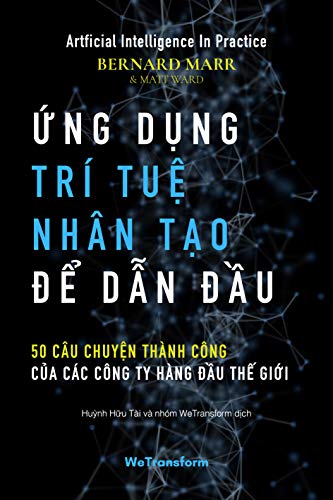 Artficial Intelligence In Practice
BERNARD MARR
& MATT WARD
ỨNG DỤNG
TRÍ TUỆ
NHÂN TẠO
ĐỂ DẪN ĐẦU
50 CÂU CHUYỆN THÀNH CÔNG
CỦA CÁC CÔNG TY HÀNG ĐẦU THẾ GIỚI
Huỳnh Hữu Tài và nhóm WeTransform dịch
WeTransform